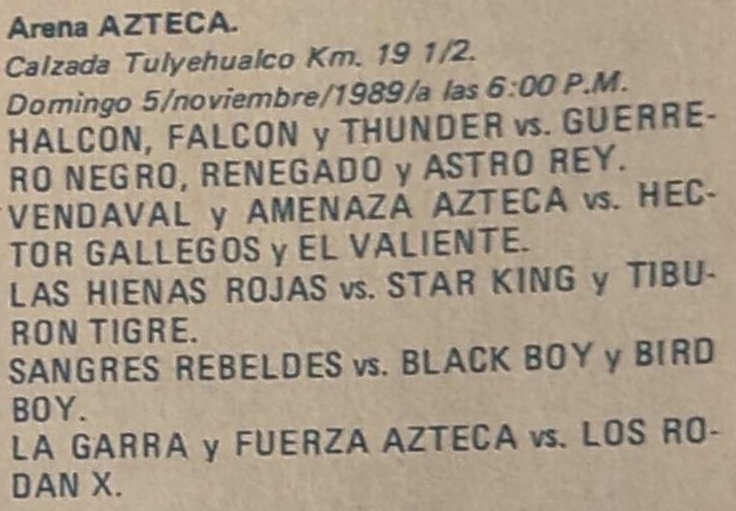 Arena AZTECA.
Calzada Tulyehualco Km. 19 1/2.
Domingo 5/noviembre/1989/a las 6:00 P.M.
HALCON, FALCON y THUNDER vs. GUERRE-
RO NEGRO, RENEGADO y ASTRO REY.
VENDAVAL y AMENAZA AZTECA vs. HEC-
TOR GALLEGOS y EL VALIENTE.
LAS HIENAS ROJAS vs. STAR KING y TIBU-
RON TIGRE.
SANGRES REBELDES vs. BLACK BOY y BIRD
BOY.
LA GARRA y FUERZA AZTECA vs. LOS RO-
DAN X.